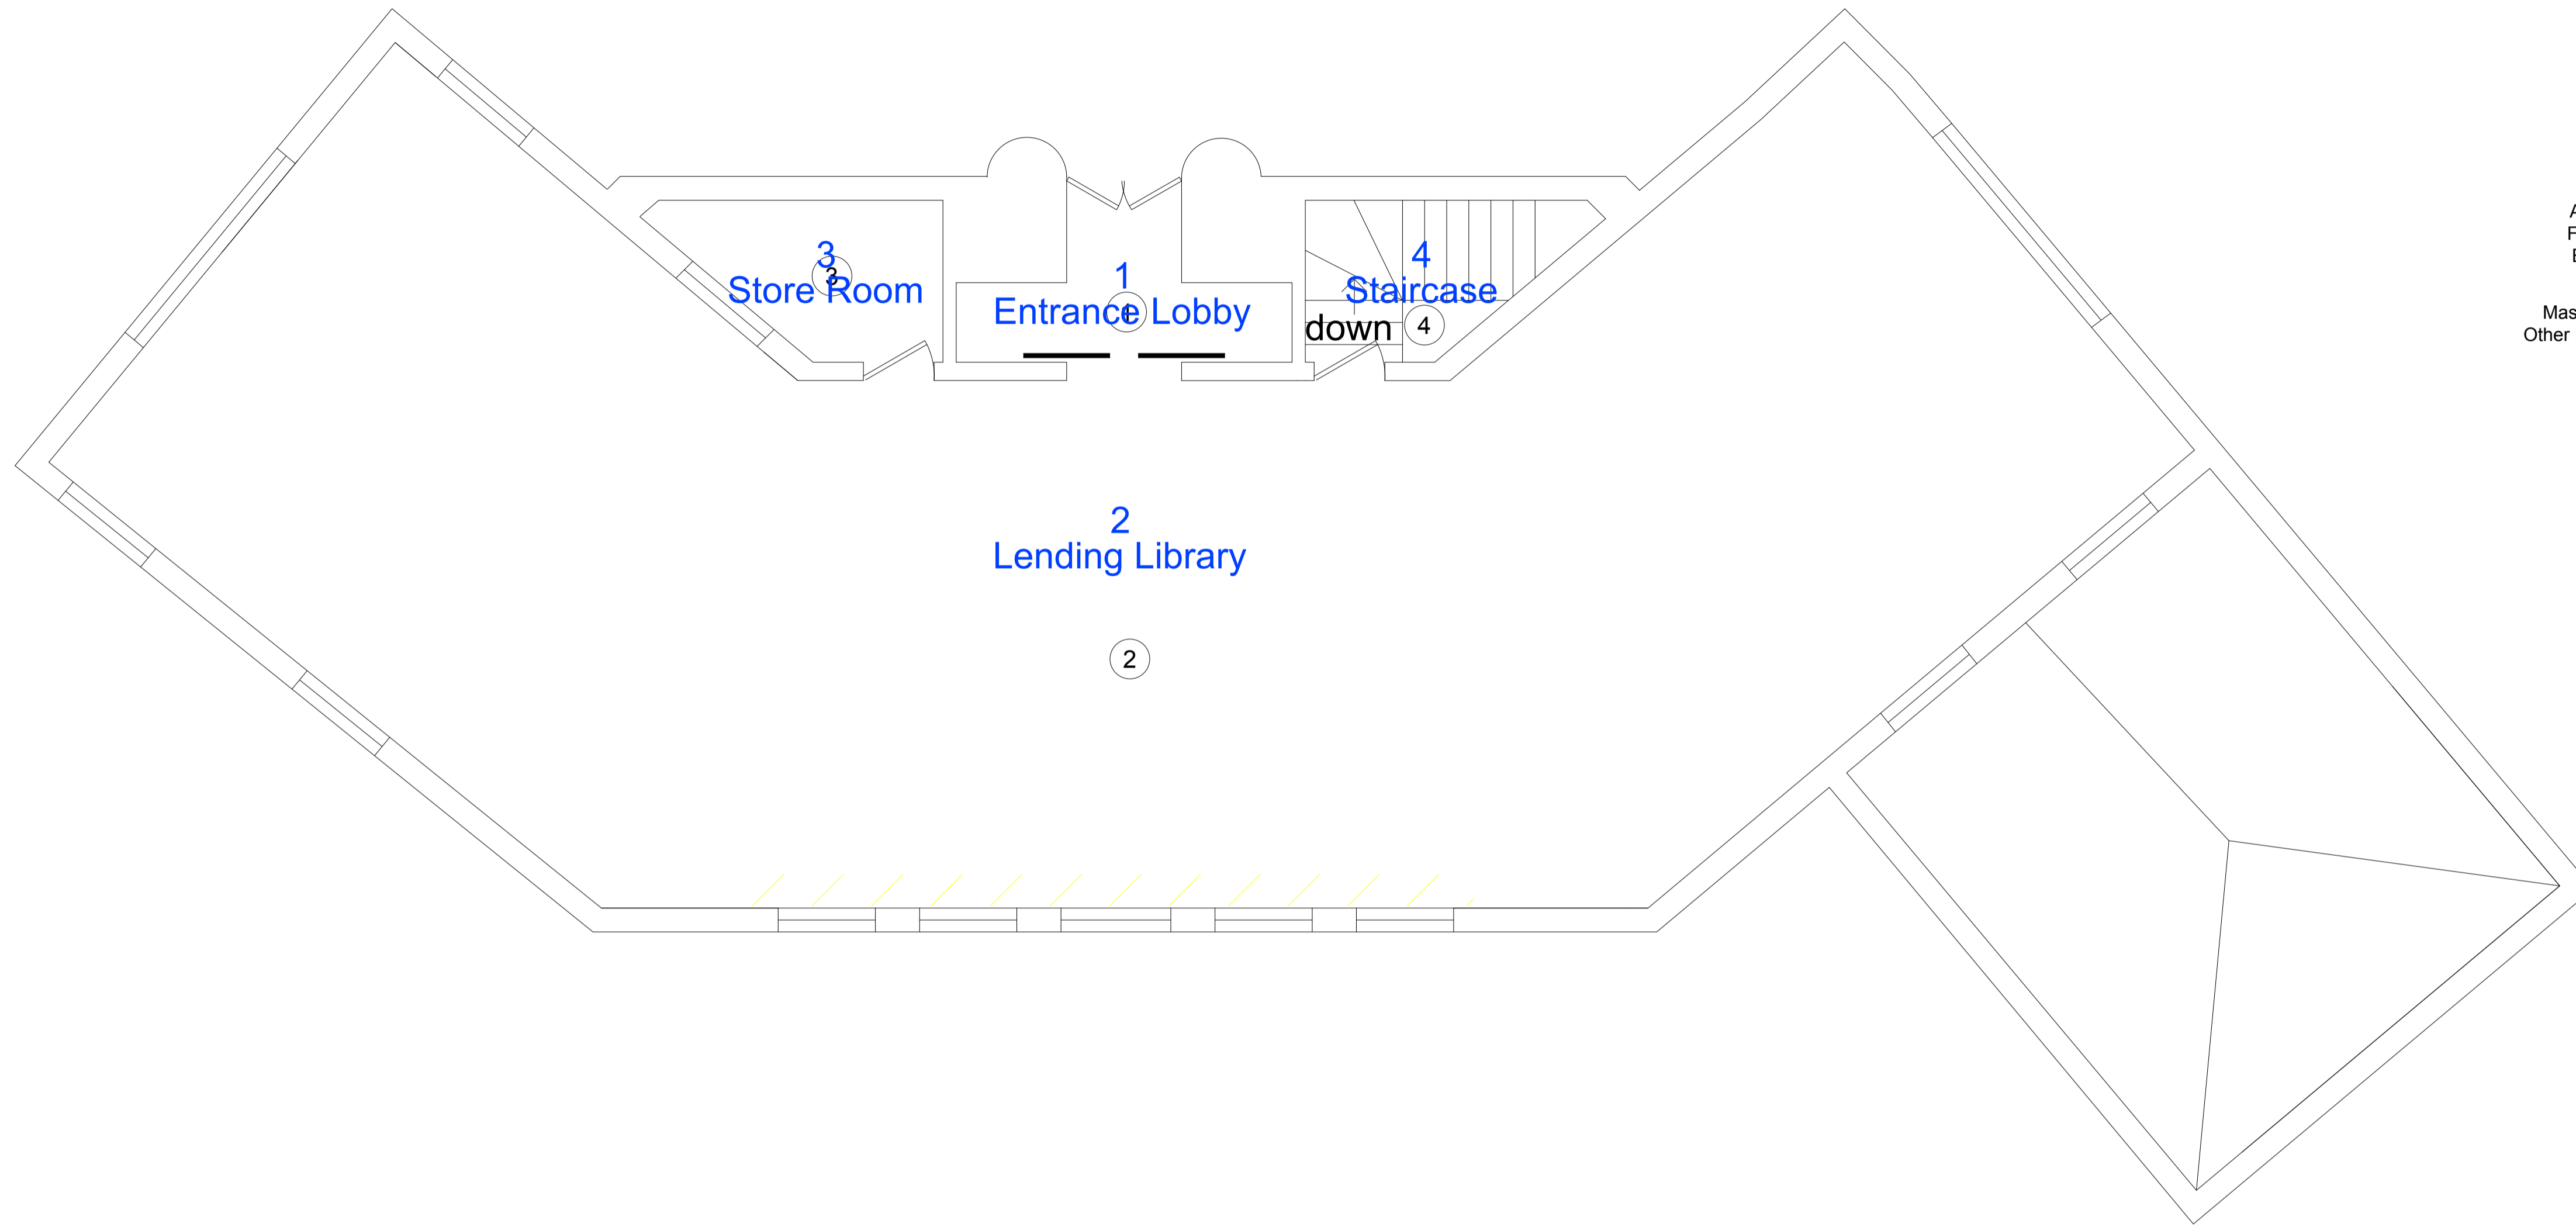 3
Store Room
3
1
Entrance Lobby
1
4
Staircase
down
4
2
Lending Library
2
Other